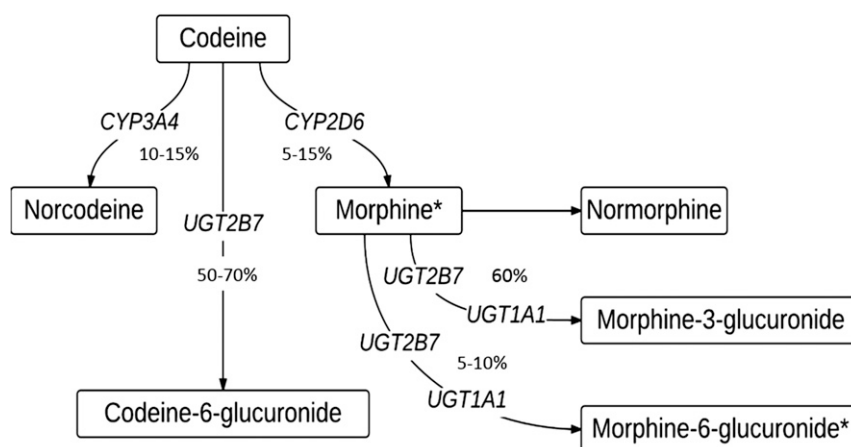 Codeine
CYP3A4
CYP2D6
10-15%
5-15%
Norcodeine
Morphine*
Normorphine
UGT2B7
50-70%
UGT2B7
60%
UGT1A1
Morphine-3-glucuronide
UGT2B7
5-10%
UGT1A1
Codeine-6-glucuronide
Morphine-6-glucuronide*